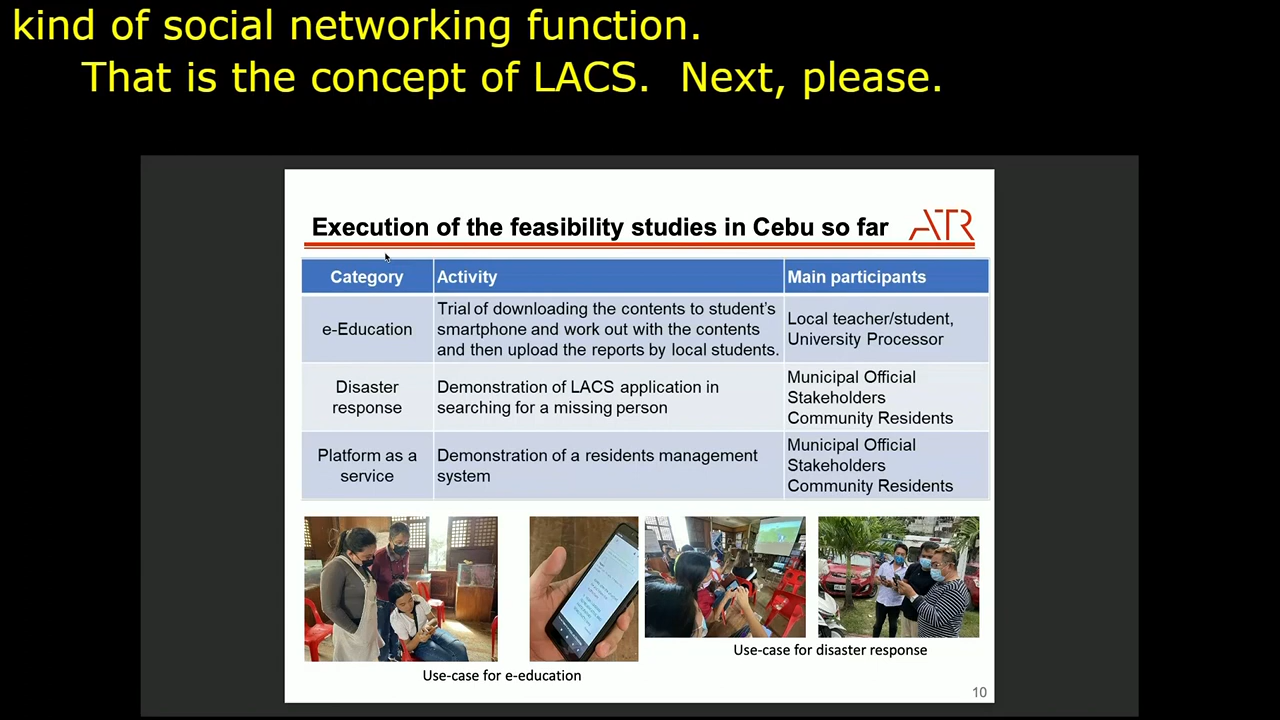 kind of social networking function.
That is the concept of LACS.  Next, please.
Execution of the feasibility studies in Cebu so far
ATR
Category
Activity
Main participants
e-Education
Trial of downloading the contents to student's
smartphone and work out with the contents
and then upload the reports by local students.
Local teacher/student,
University Processor
Disaster
response
Demonstration of LACS application in
searching for a missing person
Municipal Official
Stakeholders
Community Residents
Platform as a
service
Demonstration of a residents management
system
Municipal Official
Stakeholders
Community Residents
Use-case for e-education
Use-case for disaster response
10